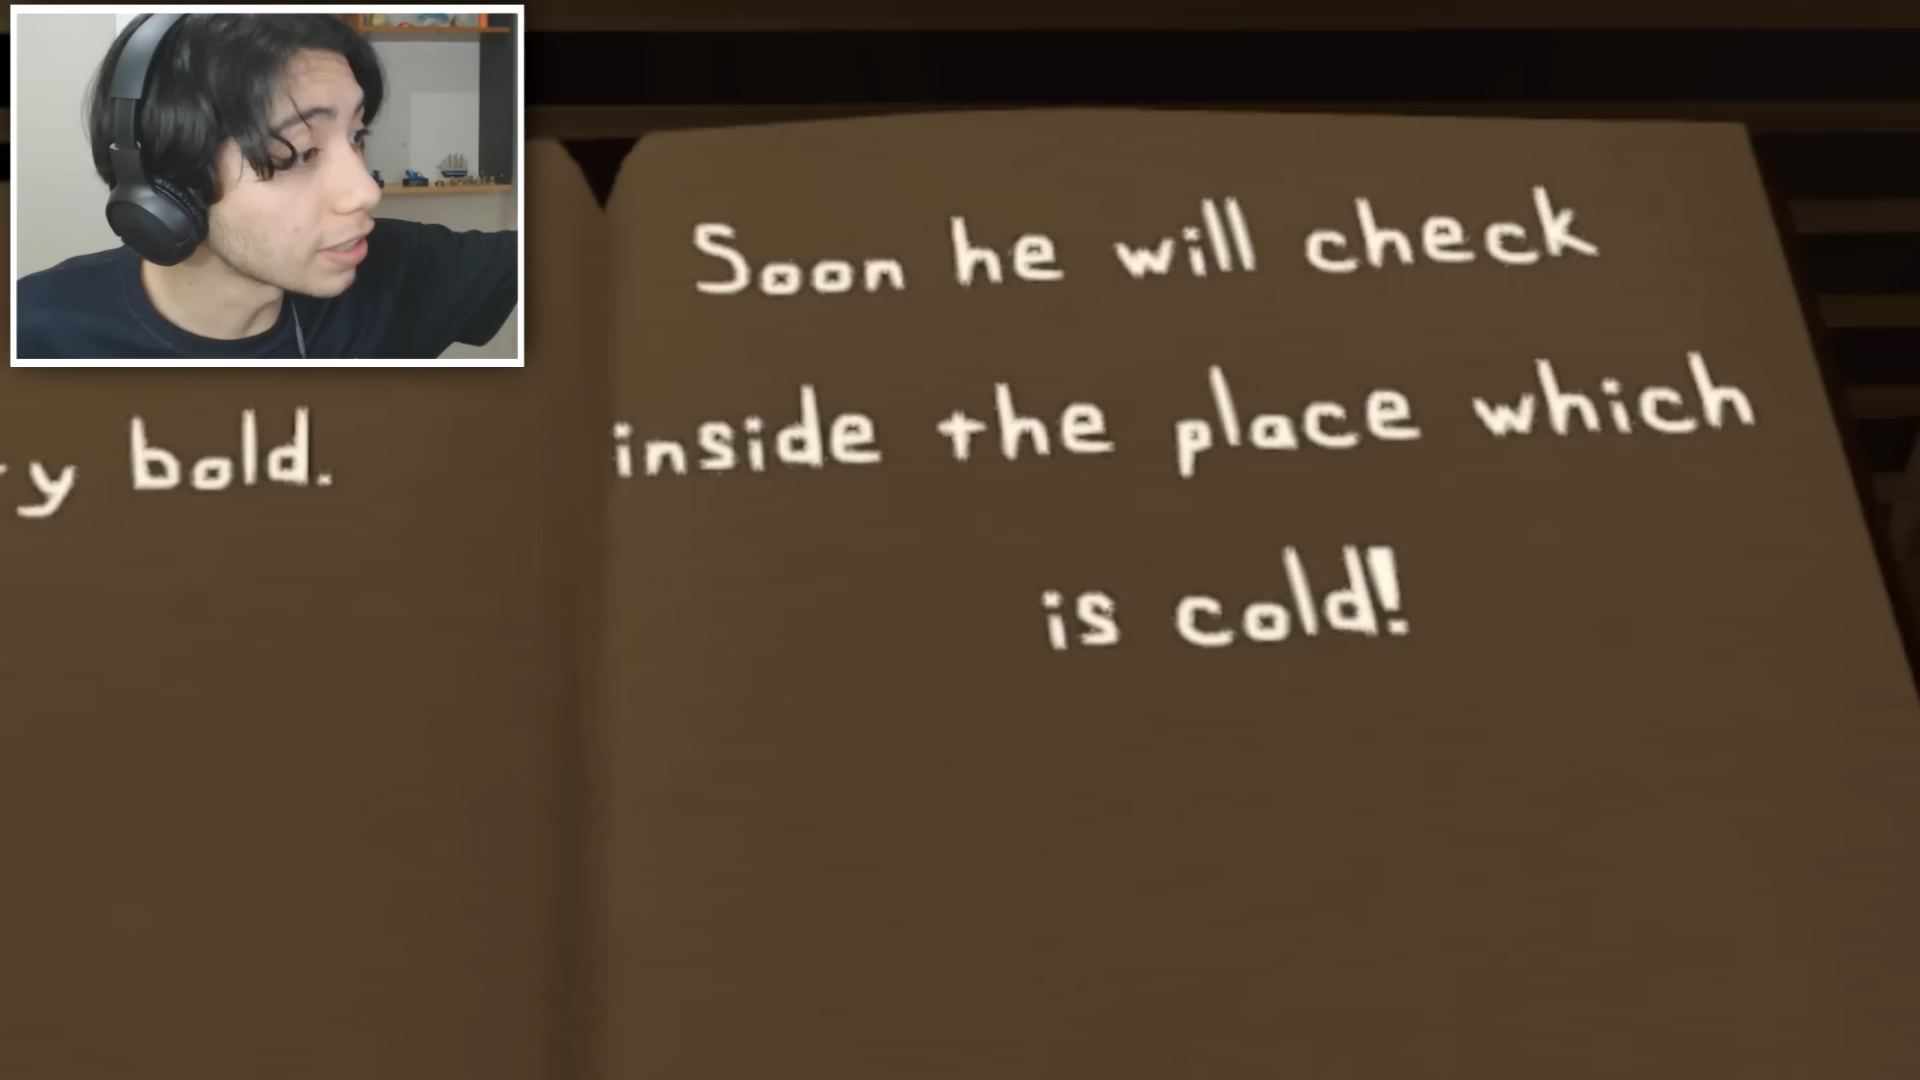 bold.
Soon he will check
inside the place which
is cold!